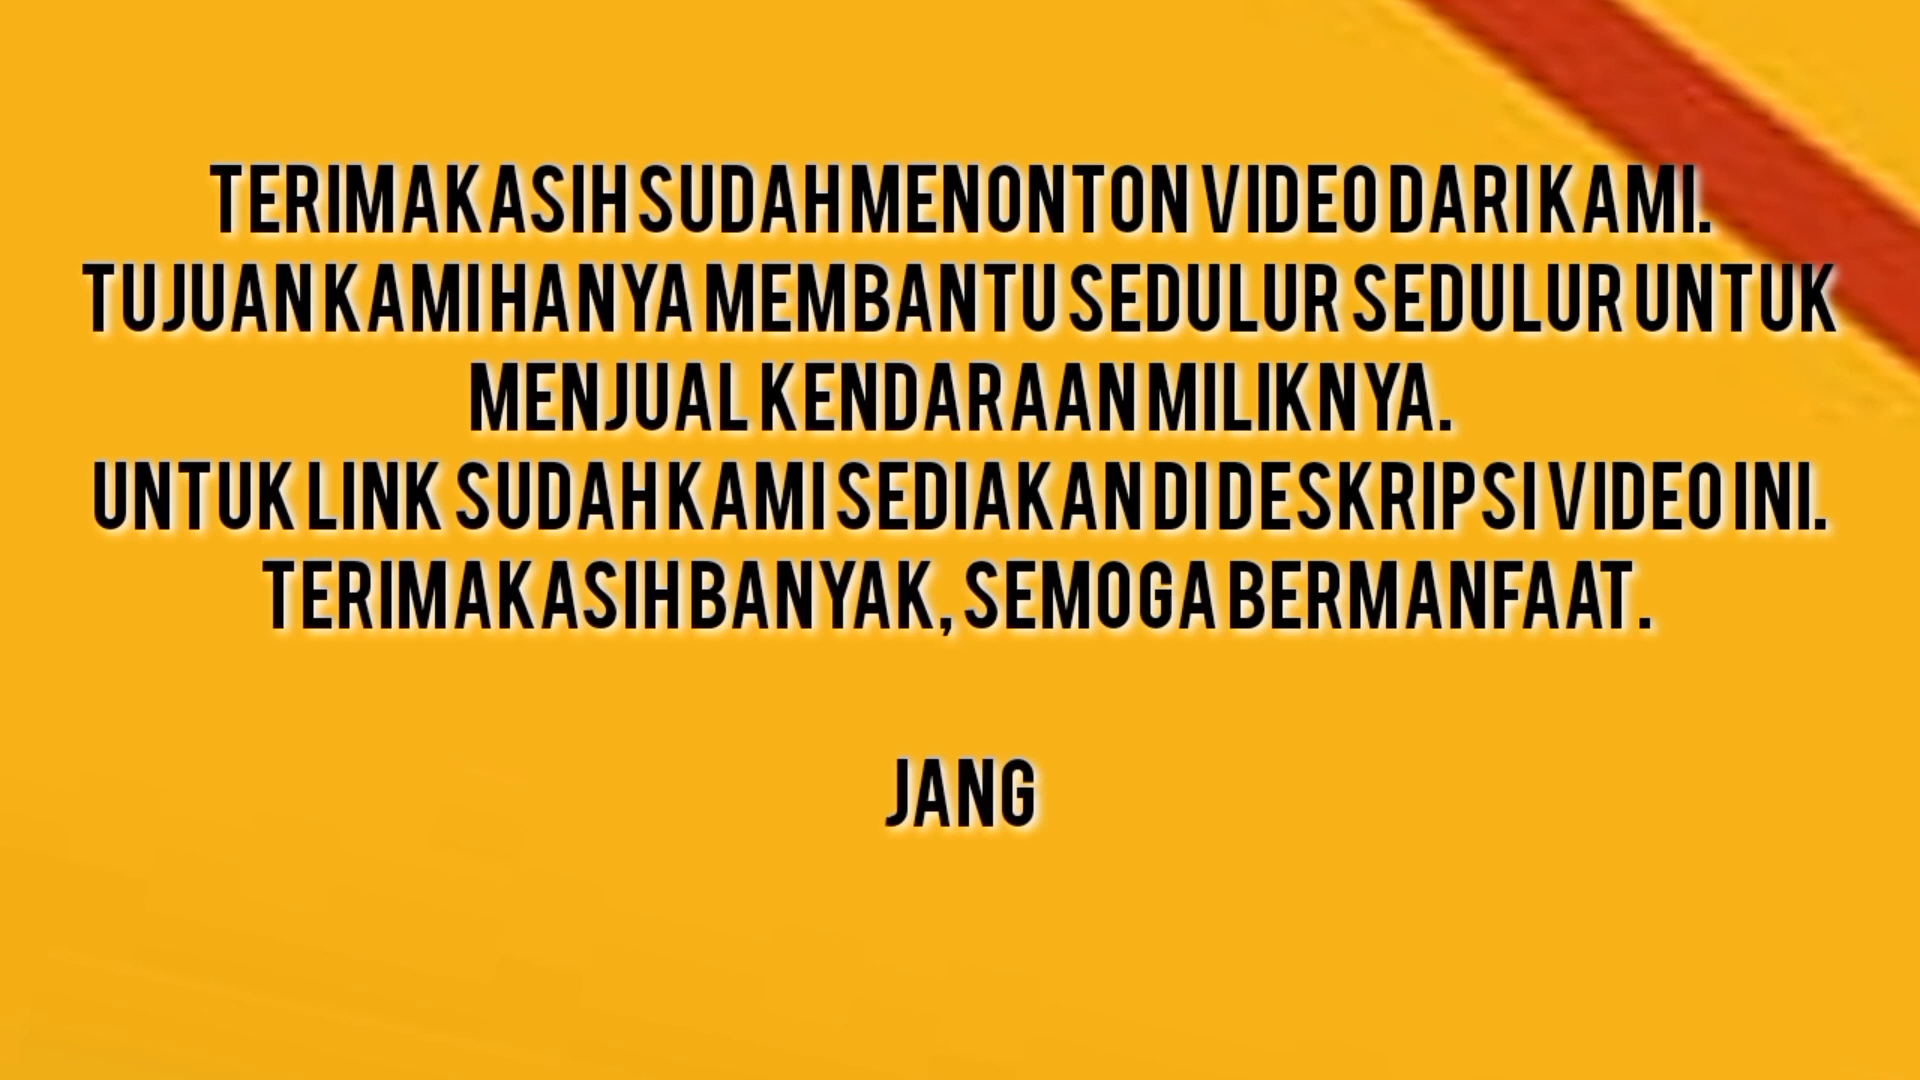 TERIMAKASIH SUDAH MENONTON VIDEO DARI KAMI.
TUJUAN KAMI HANYA MEMBANTU SEDULUR SEDULUR UNTUK
MENJUAL KENDARAAN MILIKNYA.
UNTUK LINK SUDAH KAMI SEDIAKAN DI DESKRIPSI VIDEO INI.
TERIMAKASIH BANYAK, SEMOGA BERMANFAAT.
JANG